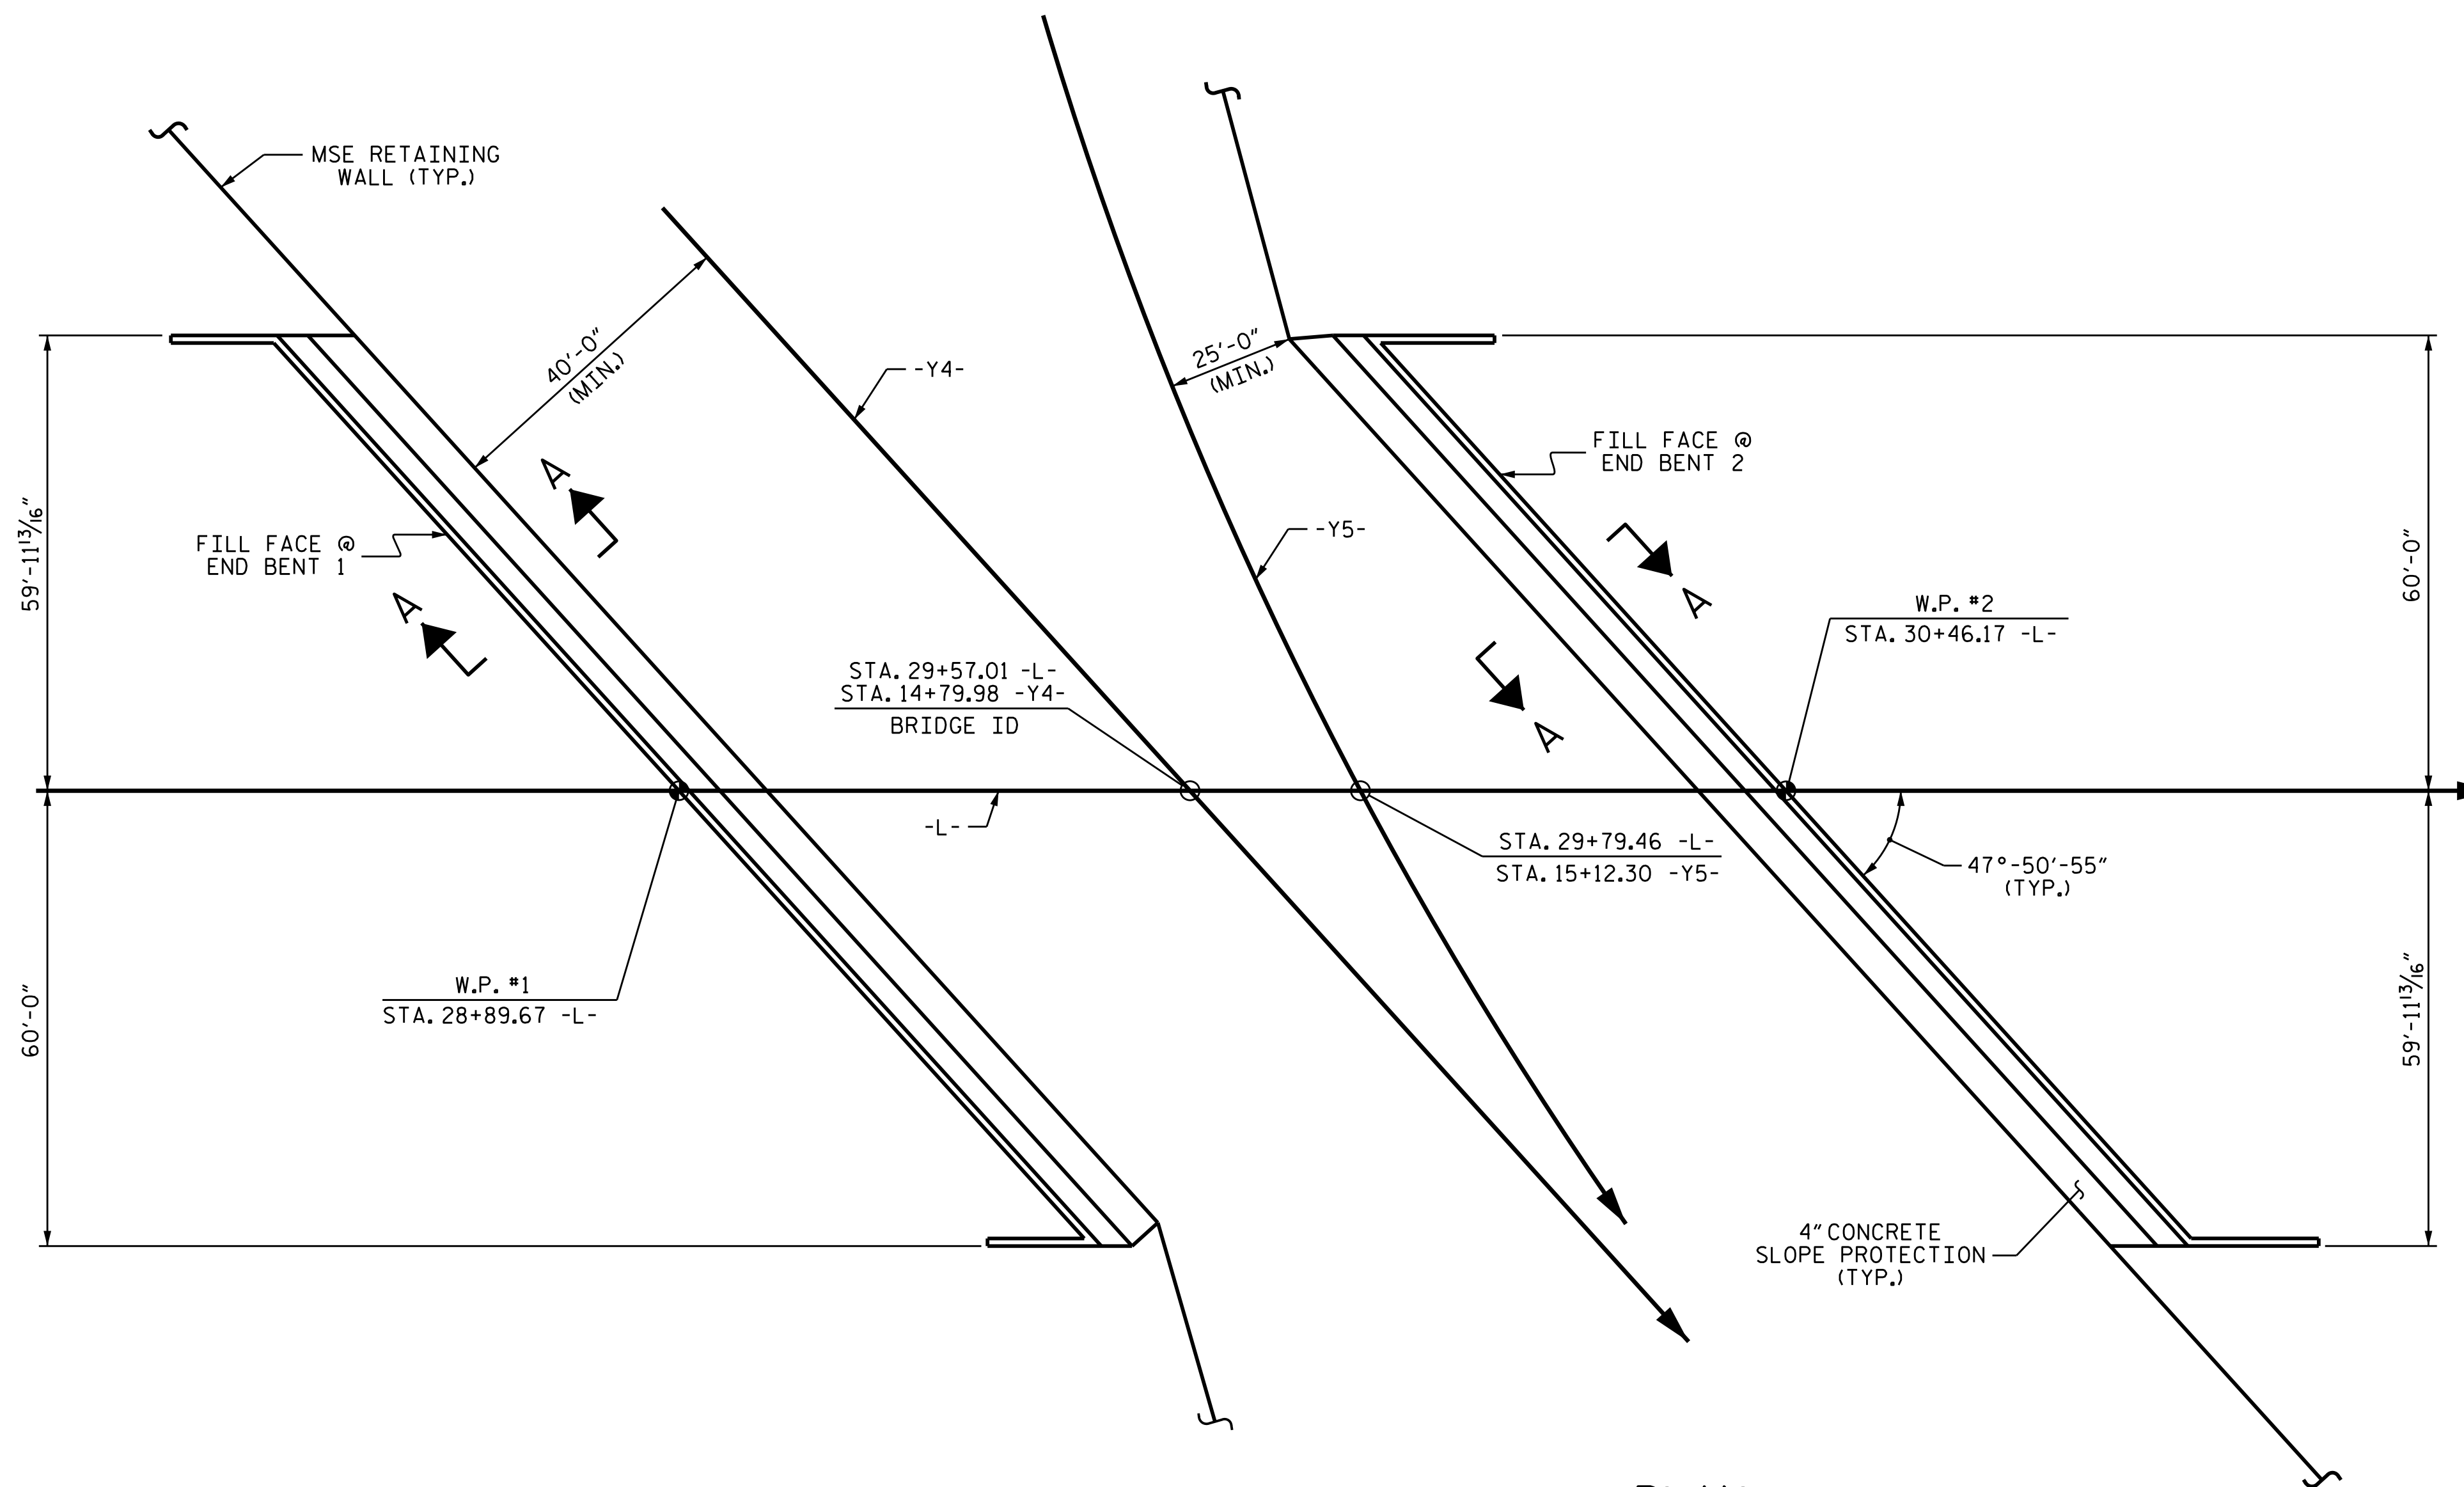 MSE RETAINING
WALL (TYP.)
40'-0"
(MIN.)
-Y4-
25'-0"
(MIN.)
FILL FACE @
END BENT 2
59'-11 13/16"
A
FILL FACE @
END BENT 1
A
-Y5-
A
60'-0"
W.P. #2
STA. 30+46.17 -L-
STA. 29+57.01 -L-
STA. 14+79.98 -Y4-
BRIDGE ID
A
-L-
STA. 29+79.46 -L-
STA. 15+12.30 -Y5-
47°-50'-55"
(TYP.)
60'-0"
W.P. #1
STA. 28+89.67 -L-
59'-11 13/16"
4" CONCRETE
SLOPE PROTECTION
(TYP.)